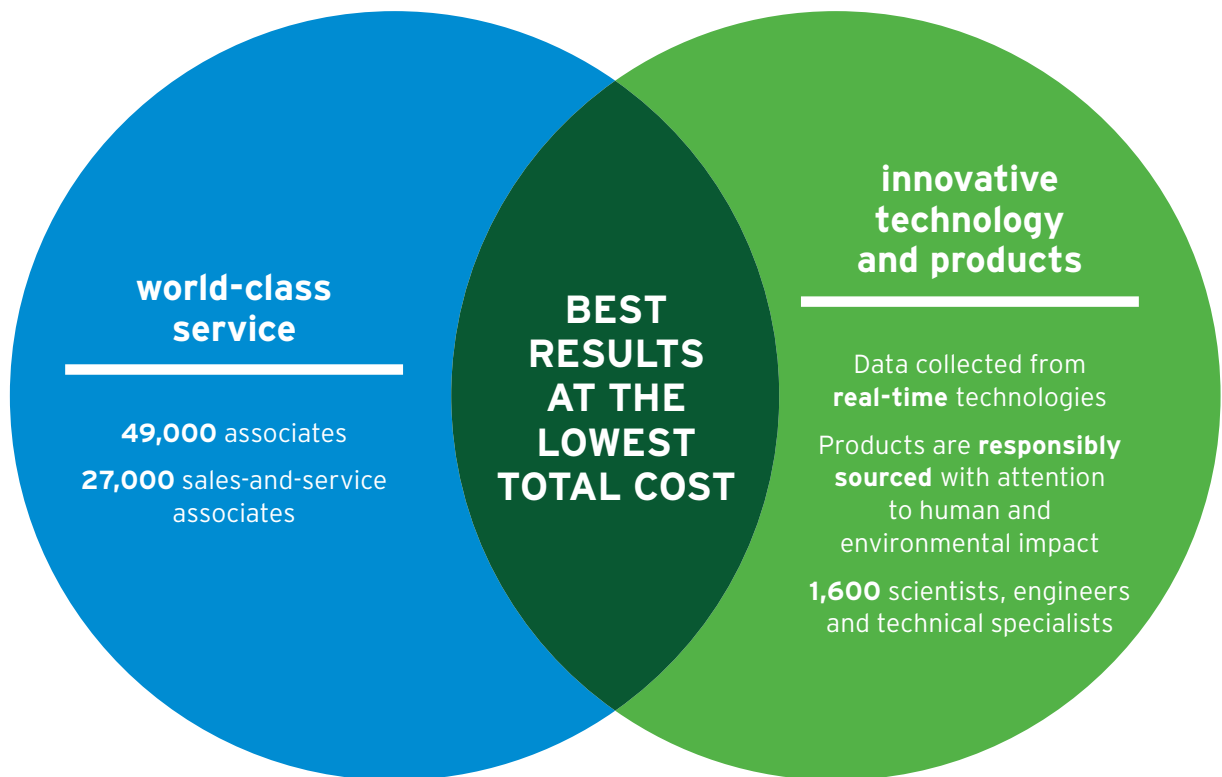 world-class
service
49,000 associates
27,000 sales-and-service
associates
BEST
RESULTS
AT THE
LOWEST
TOTAL COST
innovative
technology
and products
Data collected from
real-time technologies
Products are responsibly
sourced with attention
to human and
environmental impact
1,600 scientists, engineers
and technical specialists